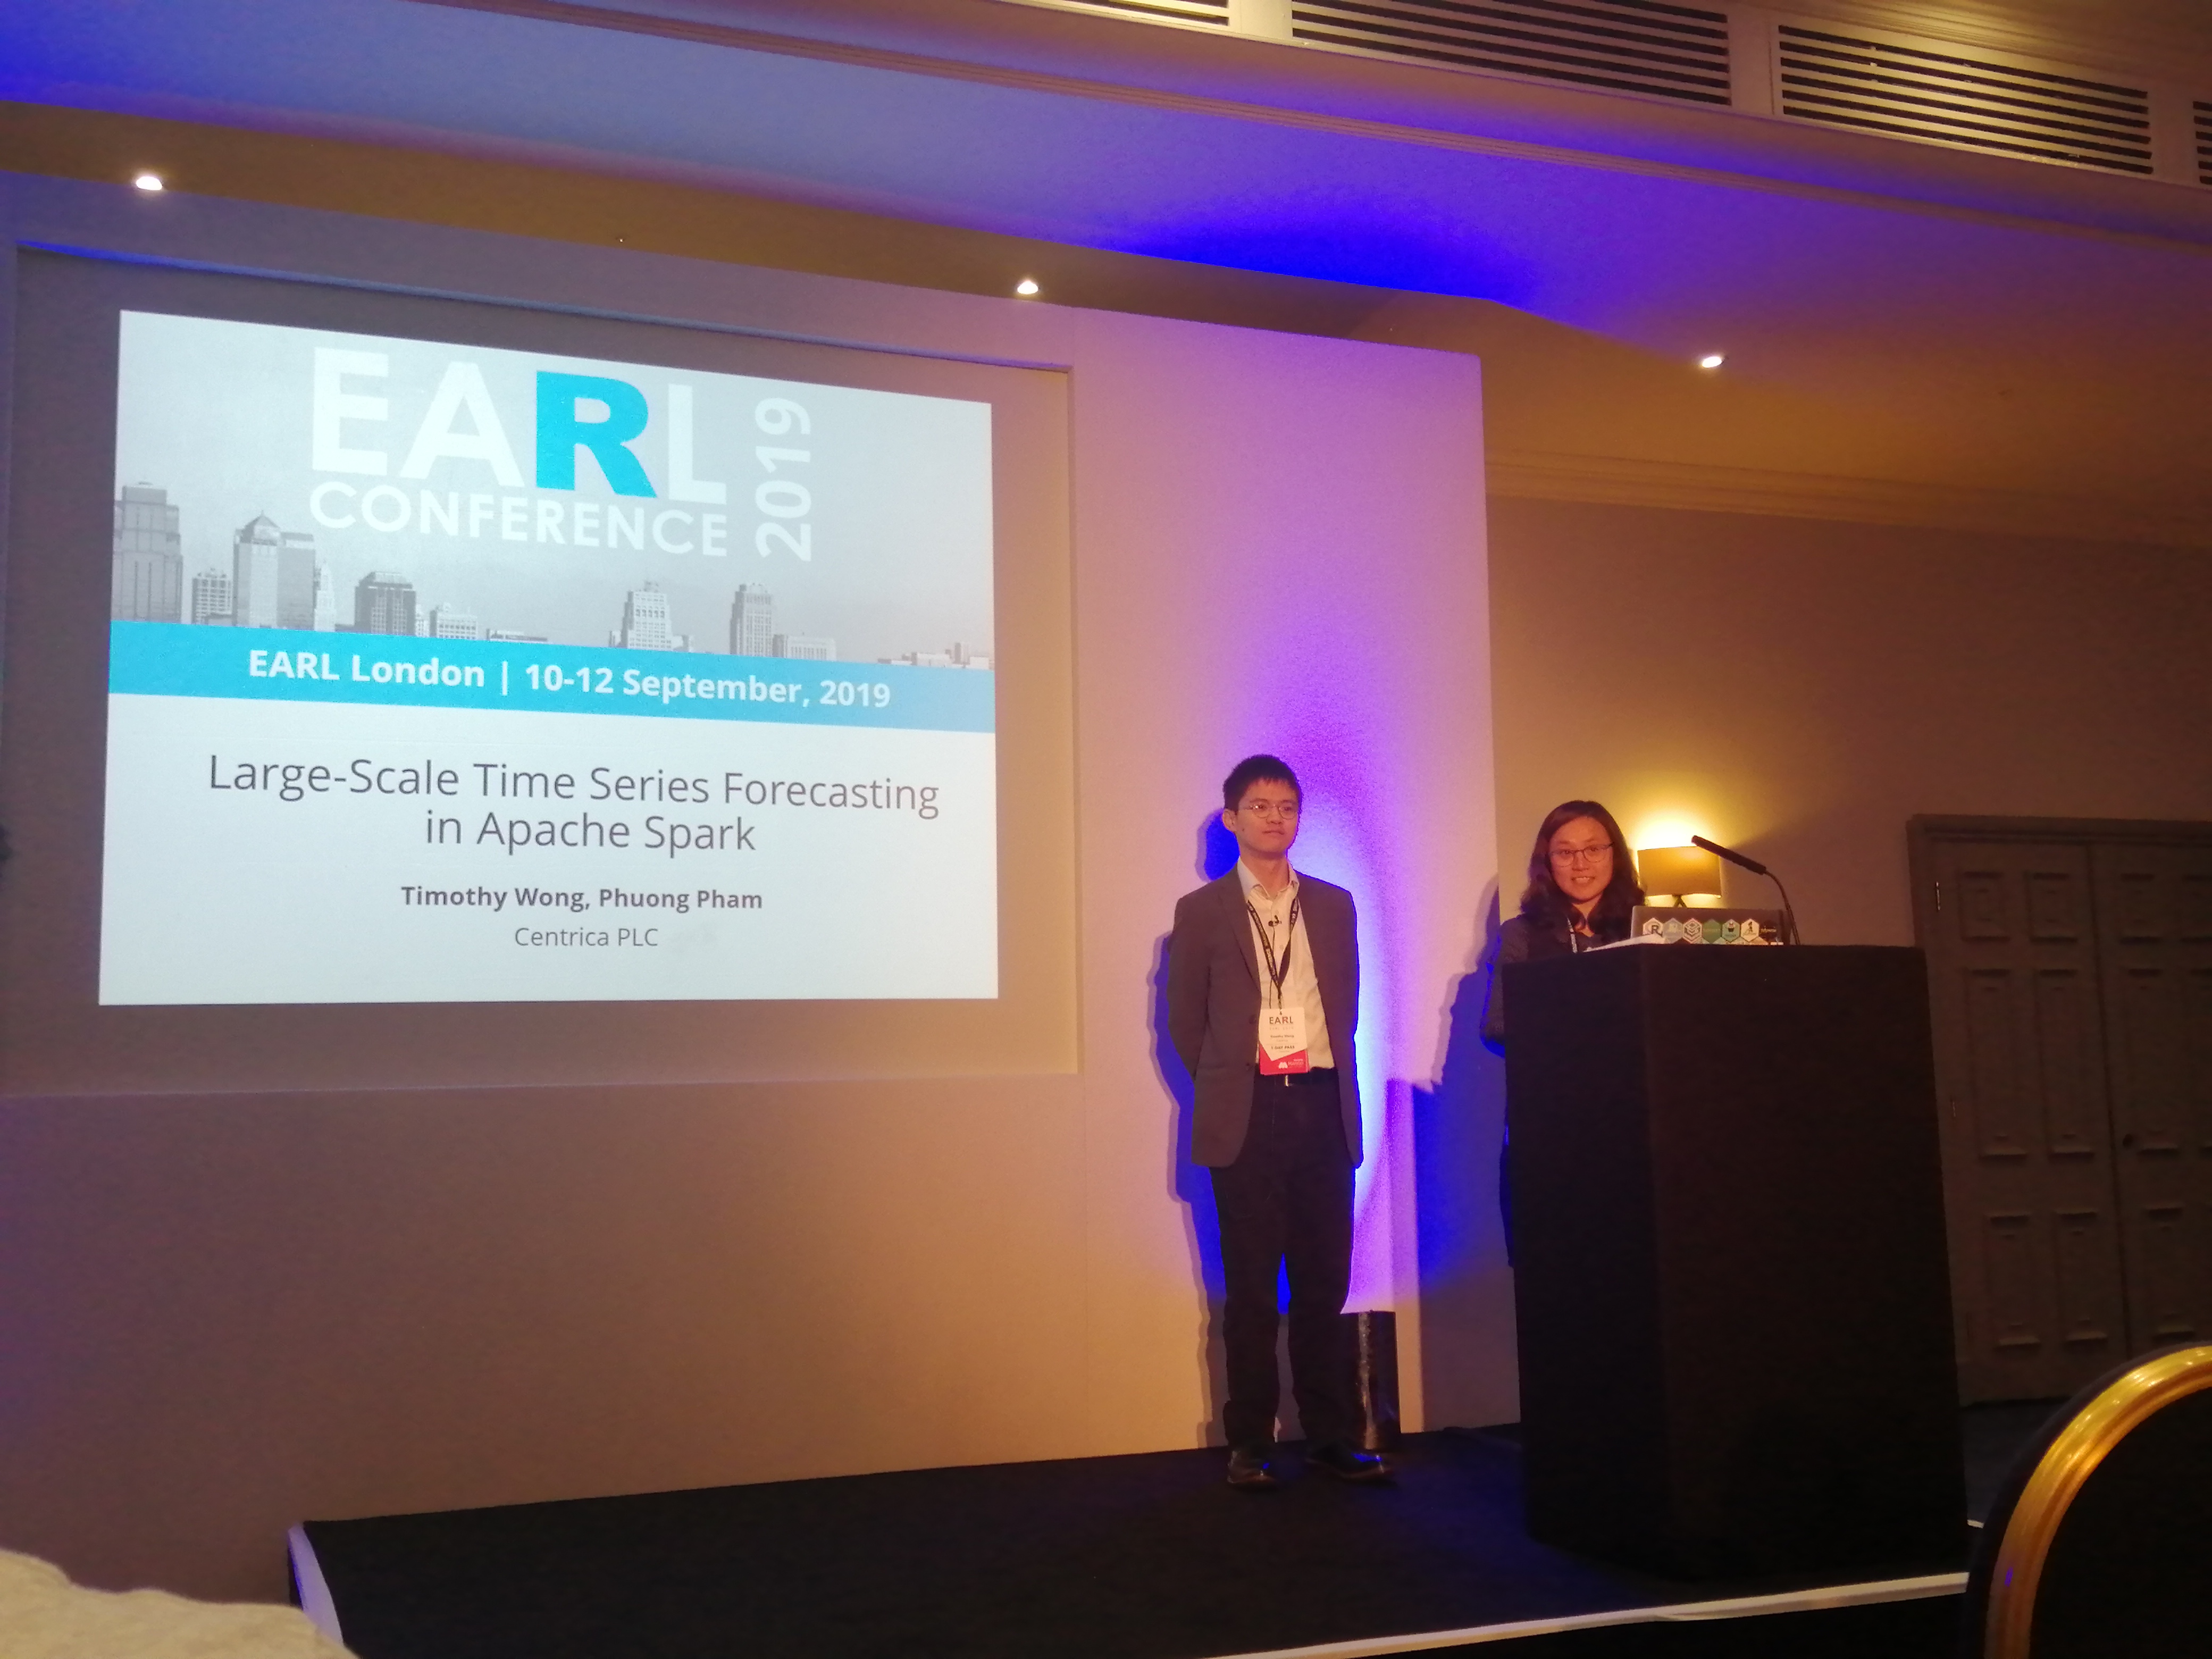 EARL
CONFERENCE
2019
EARL London | 10-12 September, 2019
Large-Scale Time Series Forecasting
in Apache Spark
Timothy Wong, Phuong Pham
Centrica PLC
EARL
R